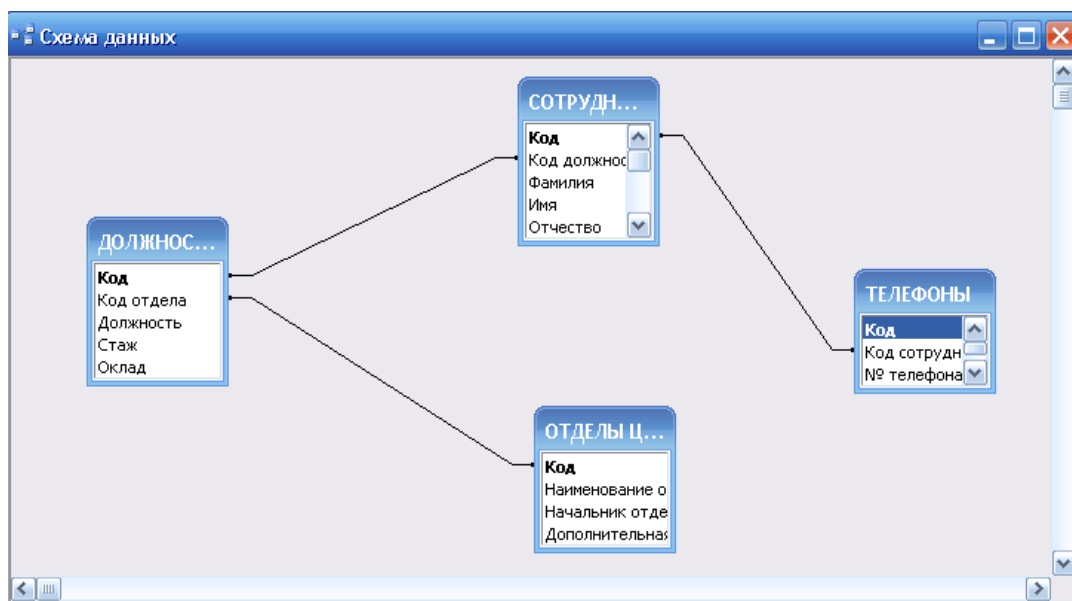 Схема данных
СОТРУДН...
Код
Код должнос
Фамилия
Имя
Отчество
ДОЛЖНОС...
Код
Код отдела
Должность
Стаж
Оклад
ТЕЛЕФОНЫ
Код
Код сотрудн
№ телефона
ОТДЕЛЫ Ц...
Код
Наименование о
Начальник отде
Дополнительная